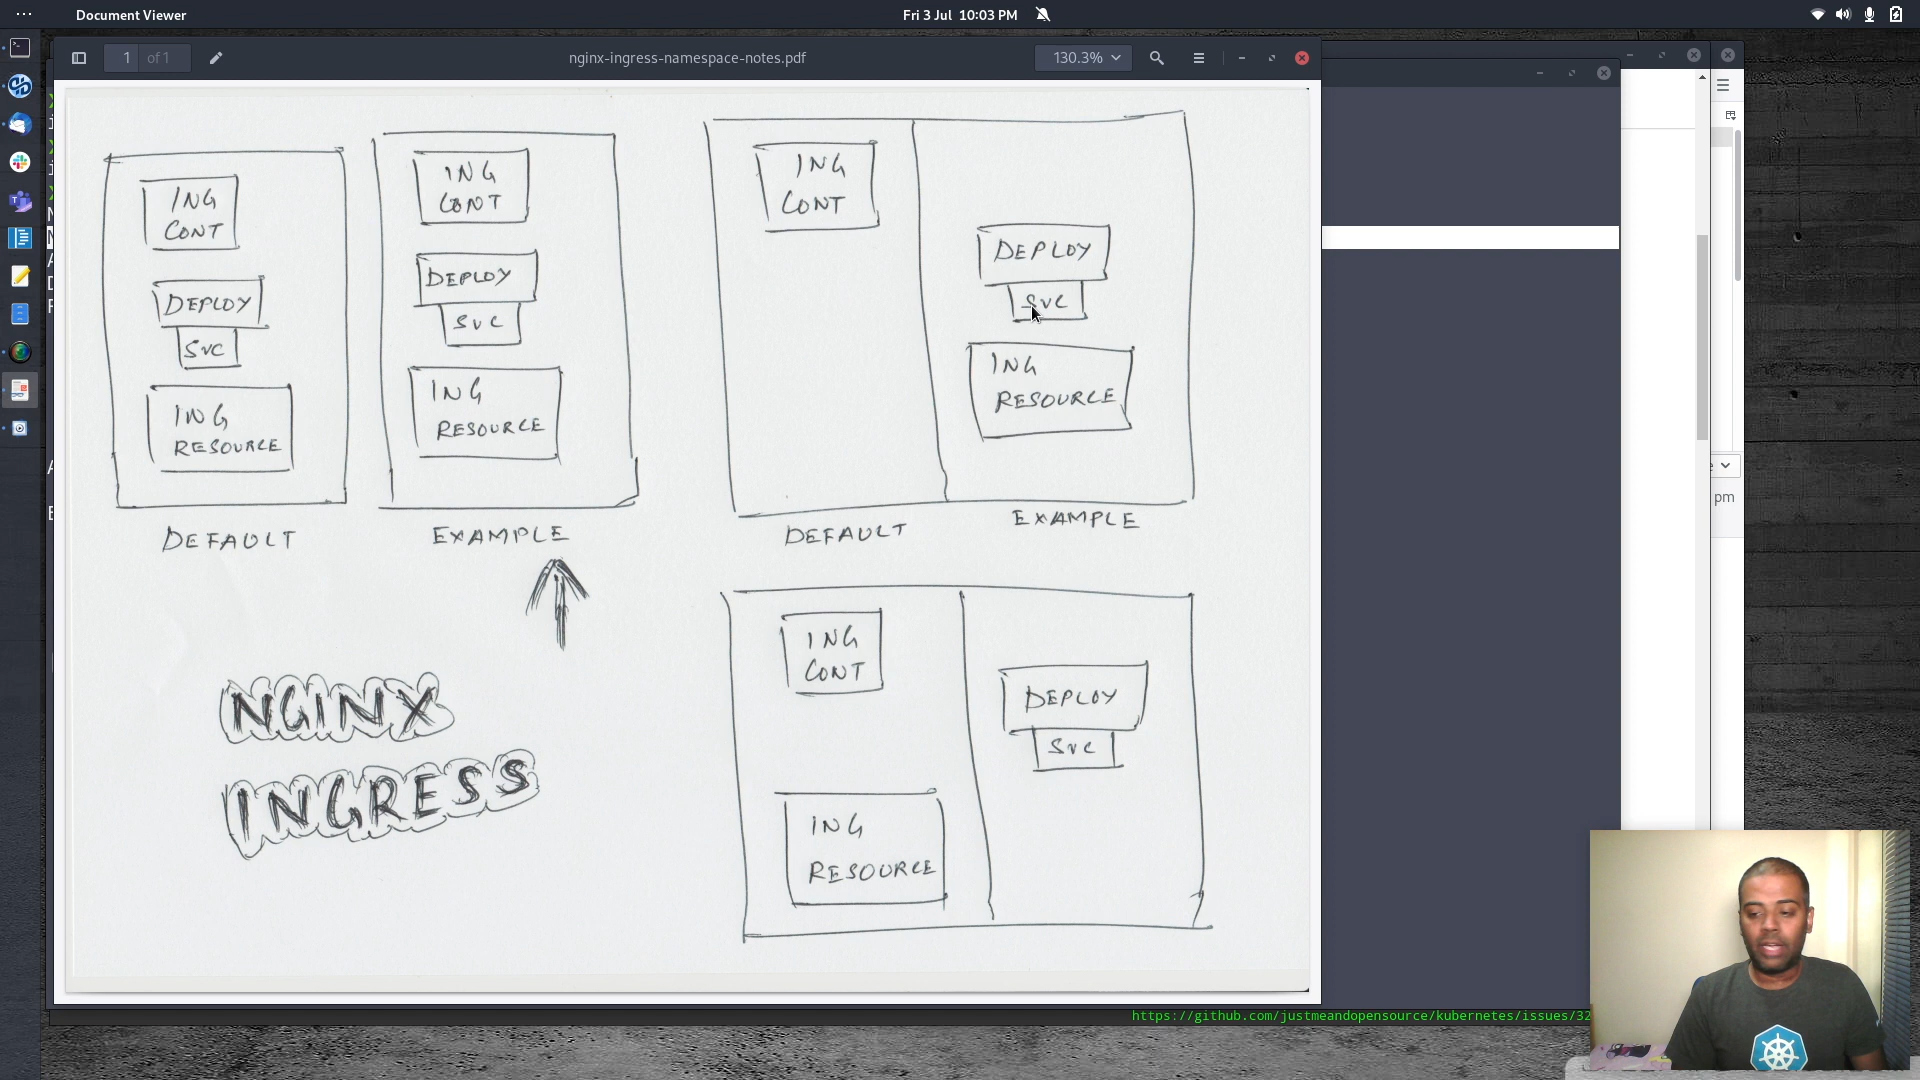 Document Viewer
Fri 3 Jul 10:03 PM
1 of 1
nginx-ingress-namespace-notes.pdf
130.3%
ING
CONT
DEPLOY
SVC
ING
RESOURCE
DEFAULT
ING
CONT
DEPLOY
SVC
ING
RESOURCE
EXAMPLE
ING
CONT
DEFAULT
DEPLOY
SVC
ING
RESOURCE
EXAMPLE
NGINX
INGRESS
ING
CONT
ING
RESOURCE
DEPLOY
SVC
pm
https://github.com/justmeandopensource/kubernetes/issues/32